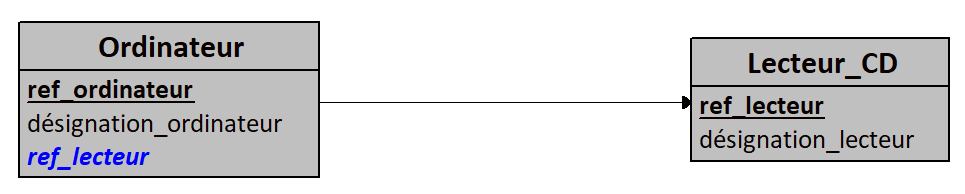 Ordinateur
ref_ordinateur
désignation_ordinateur
ref_lecteur
Lecteur_CD
ref_lecteur
désignation_lecteur